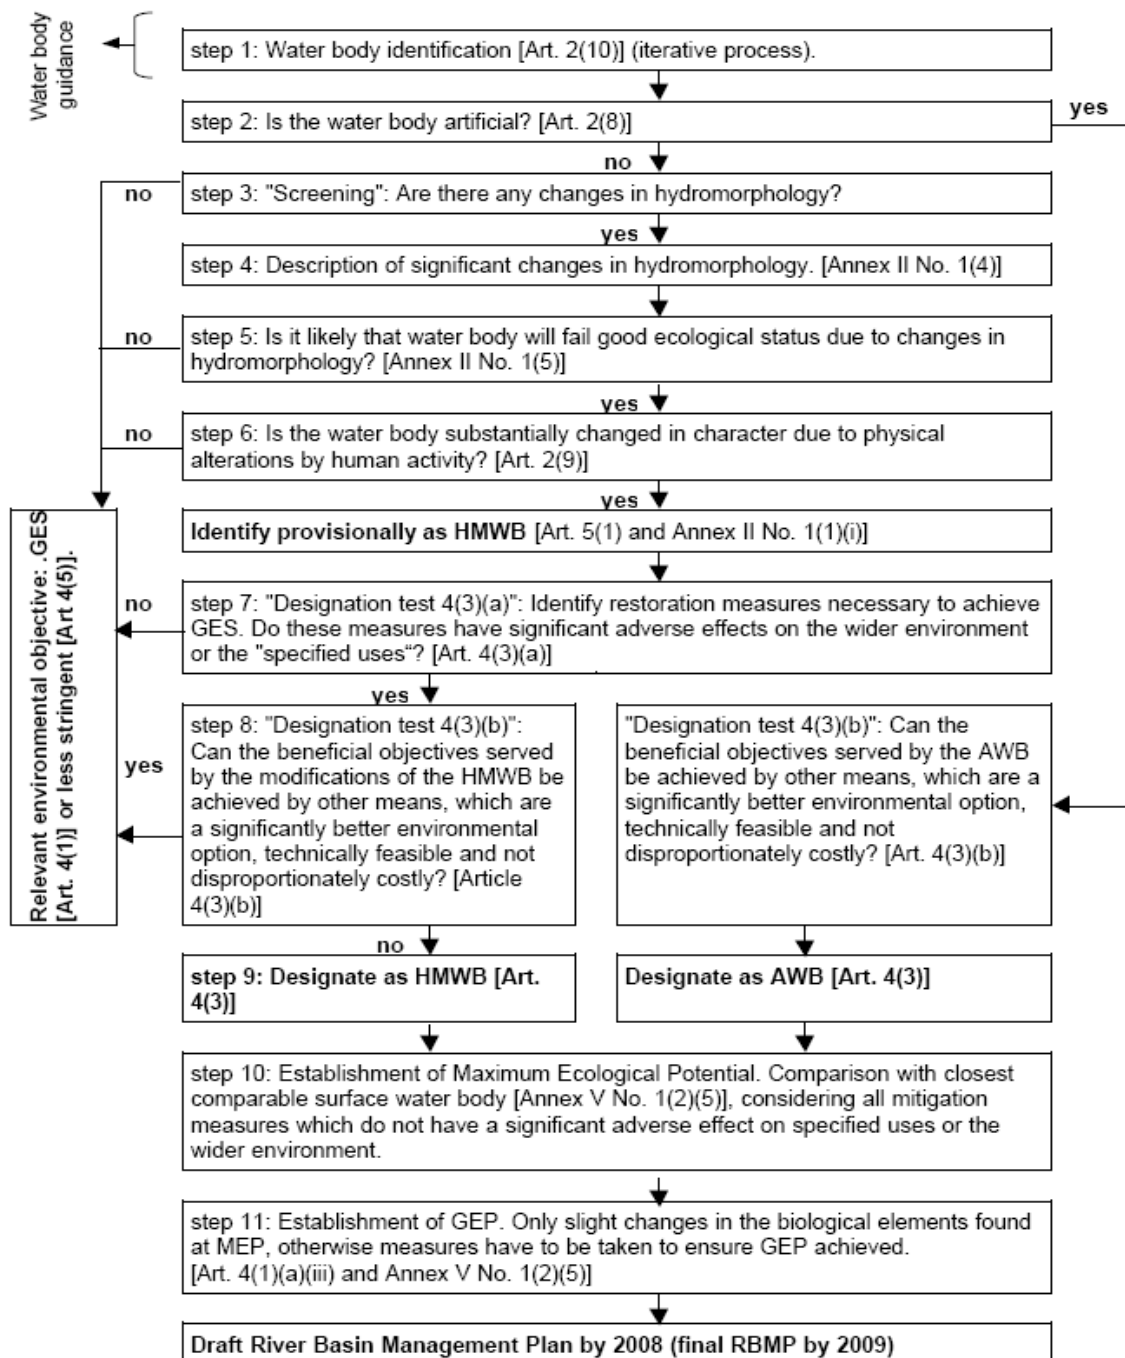 Water body
guidance
step 1: Water body identification [Art. 2(10)] (iterative process).
step 2: Is the water body artificial? [Art. 2(8)]
yes
no
no
step 3: "Screening": Are there any changes in hydromorphology?
yes
step 4: Description of significant changes in hydromorphology. [Annex II No. 1(4)]
no
step 5: Is it likely that water body will fail good ecological status due to changes in
hydromorphology? [Annex II No. 1(5)]
yes
no
step 6: Is the water body substantially changed in character due to physical
alterations by human activity? [Art. 2(9)]
yes
Identify provisionally as HMWB [Art. 5(1) and Annex II No. 1(1)(i)]
Relevant environmental objective: .GES
[Art. 4(1)] or less stringent [Art 4(5)].
no
step 7: "Designation test 4(3)(a)": Identify restoration measures necessary to achieve
GES. Do these measures have significant adverse effects on the wider environment
or the "specified uses“? [Art. 4(3)(a)]
yes
yes
step 8: "Designation test 4(3)(b)":
Can the beneficial objectives served
by the modifications of the HMWB be
achieved by other means, which are
a significantly better environmental
option, technically feasible and not
disproportionately costly? [Article
4(3)(b)]
"Designation test 4(3)(b)": Can the
beneficial objectives served by the AWB
be achieved by other means, which are a
significantly better environmental option,
technically feasible and not
disproportionately costly? [Art. 4(3)(b)]
no
step 9: Designate as HMWB [Art.
4(3)]
Designate as AWB [Art. 4(3)]
step 10: Establishment of Maximum Ecological Potential. Comparison with closest
comparable surface water body [Annex V No. 1(2)(5)], considering all mitigation
measures which do not have a significant adverse effect on specified uses or the
wider environment.
step 11: Establishment of GEP. Only slight changes in the biological elements found
at MEP, otherwise measures have to be taken to ensure GEP achieved.
[Art. 4(1)(a)(iii) and Annex V No. 1(2)(5)]
Draft River Basin Management Plan by 2008 (final RBMP by 2009)